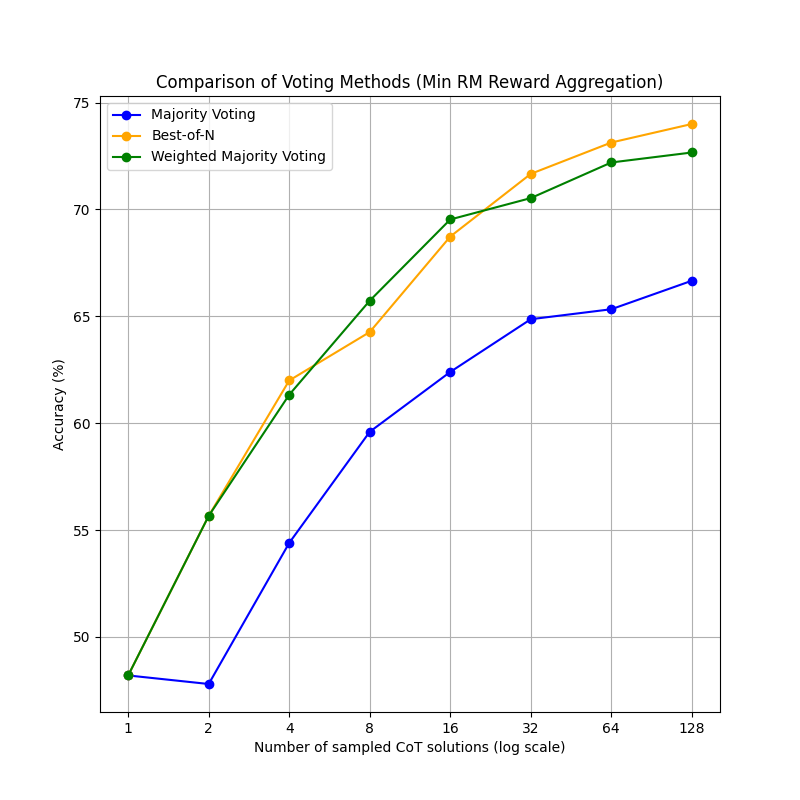 Comparison of Voting Methods (Min RM Reward Aggregation)
Majority Voting
Best-of-N
Weighted Majority Voting
75
70
65
60
55
50
Accuracy (%)
1 2 4 8 16 32 64 128
Number of sampled CoT solutions (log scale)